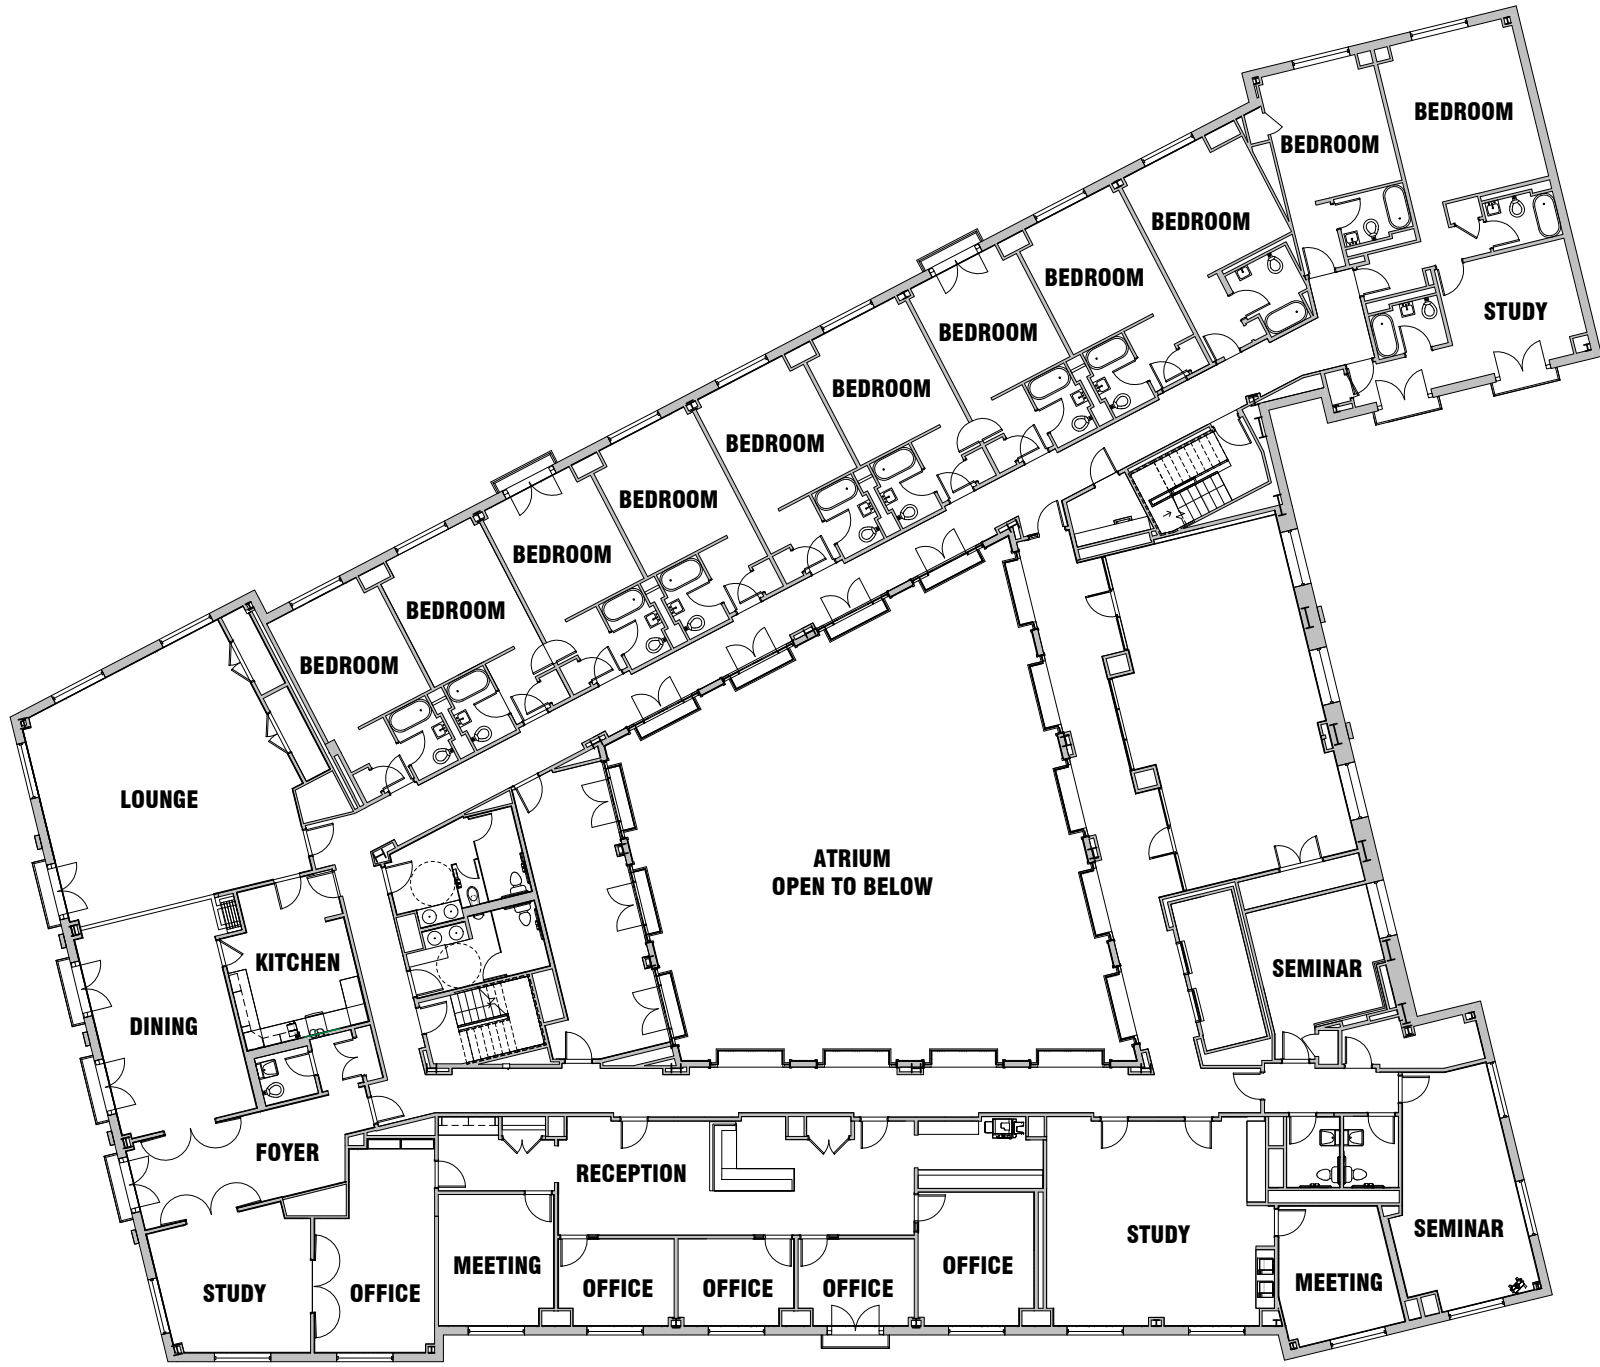 BEDROOM
BEDROOM
BEDROOM
BEDROOM
STUDY
BEDROOM
BEDROOM
BEDROOM
BEDROOM
BEDROOM
BEDROOM
BEDROOM
LOUNGE
ATRIUM
OPEN TO BELOW
KITCHEN
SEMINAR
DINING
FOYER
RECEPTION
SEMINAR
STUDY
MEETING
OFFICE
MEETING
OFFICE
OFFICE
OFFICE
STUDY
OFFICE